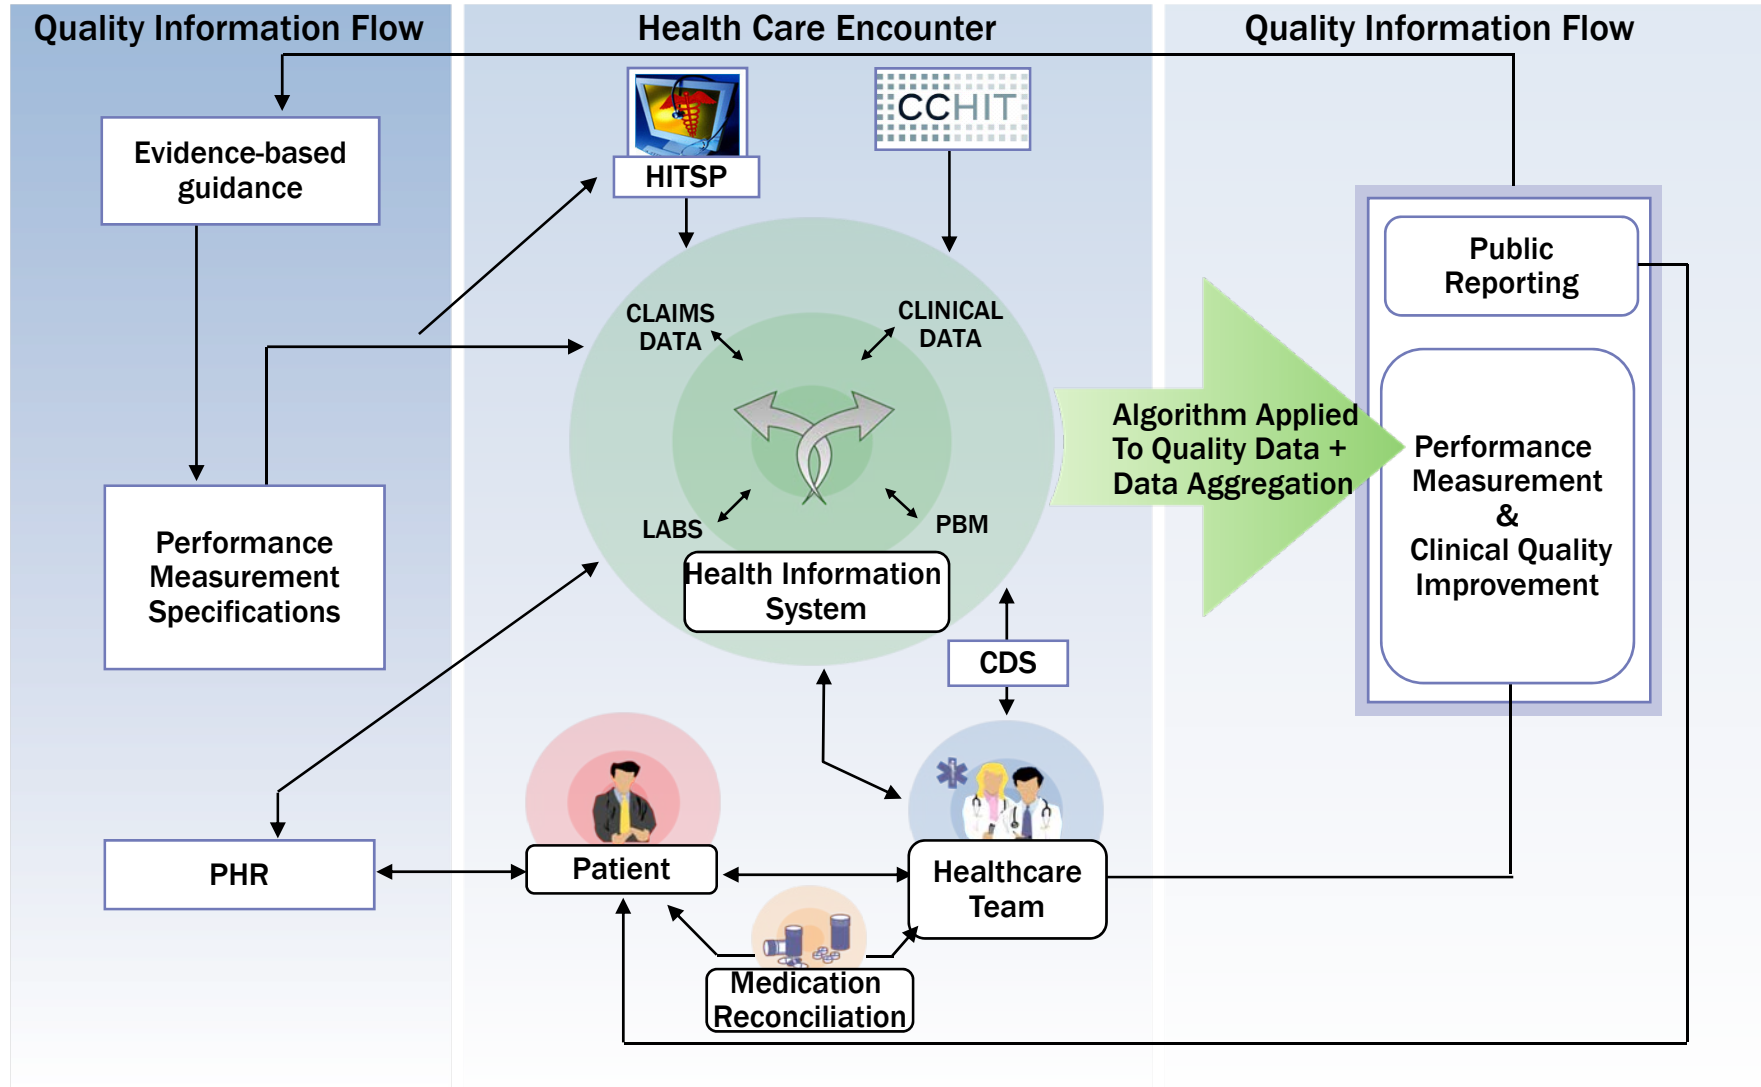 Quality Information Flow
Health Care Encounter
Quality Information Flow
Evidence-based
guidance
HITSP
CCHIT
Public
Reporting
CLAIMS
DATA
CLINICAL
DATA
Algorithm Applied
To Quality Data +
Data Aggregation
Performance
Measurement
&
Clinical Quality
Improvement
LABS
PBM
Performance
Measurement
Specifications
Health Information
System
CDS
PHR
Patient
Healthcare
Team
Medication
Reconciliation